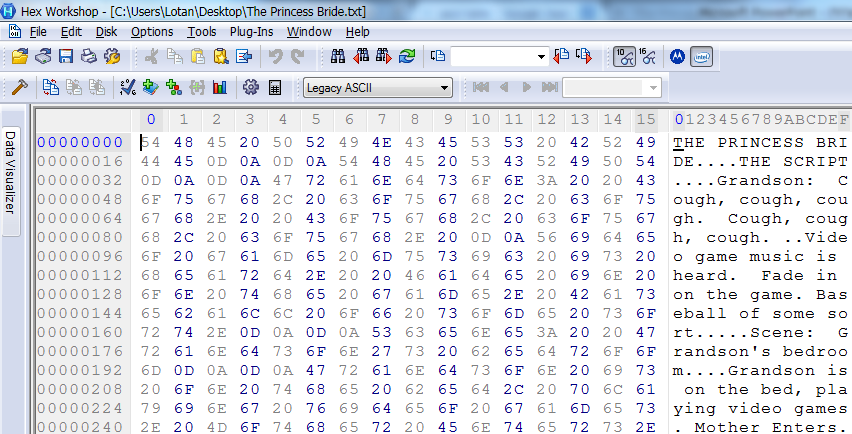 Hex Workshop - [C:\Users\Lotan\Desktop\The Princess Bride.txt]
File Edit Disk Options Tools Plug-Ins Window Help
10 16 intel
Legacy ASCII
Data Visualizer
0 1 2 3 4 5 6 7 8 9 10 11 12 13 14 15 0123456789ABCDEF
00000000 54 48 45 20 50 52 49 4E 43 45 53 53 20 42 52 49 THE PRINCESS BRI
00000016 44 45 0D 0A 0D 0A 54 48 45 20 53 43 52 49 50 54 DE....THE SCRIPT
00000032 0D 0A 0D 0A 47 72 61 6E 64 73 6F 6E 3A 20 20 43 ....Grandson:  C
00000048 6F 75 67 68 2C 20 63 6F 75 67 68 2C 20 63 6F 75 ough, cough, cou
00000064 67 68 2E 20 20 43 6F 75 67 68 2C 20 63 6F 75 67 gh.  Cough, coug
00000080 68 2C 20 63 6F 75 67 68 2E 20 0D 0A 56 69 64 65 h, cough. ..Vide
00000096 6F 20 67 61 6D 65 20 6D 75 73 69 63 20 69 73 20 o game music is
00000112 68 65 61 72 64 2E 20 20 46 61 64 65 20 69 6E 20 heard.  Fade in
00000128 6F 6E 20 74 68 65 20 67 61 6D 65 2E 20 42 61 73 on the game. Bas
00000144 65 62 61 6C 6C 20 6F 66 20 73 6F 6D 65 20 73 6F eball of some so
00000160 72 74 2E 0D 0A 0D 0A 53 63 65 6E 65 3A 20 20 47 rt.....Scene:  G
00000176 72 61 6E 64 73 6F 6E 27 73 20 62 65 64 72 6F 6F randson's bedroo
00000192 6D 0D 0A 0D 0A 47 72 61 6E 64 73 6F 6E 20 69 73 m....Grandson is
00000208 20 6F 6E 20 74 68 65 20 62 65 64 2C 20 70 6C 61  on the bed, pla
00000224 79 69 6E 67 20 76 69 64 65 6F 20 67 61 6D 65 73 ying video games
00000240 2E 20 4D 6F 74 68 65 72 20 45 6E 74 65 72 73 2E . Mother Enters.